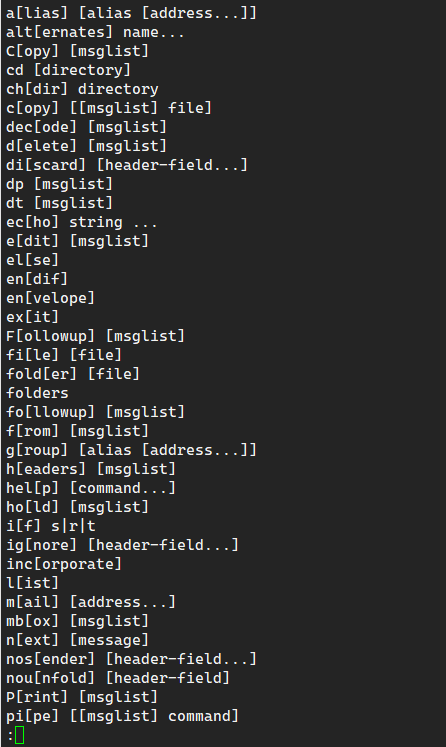 a[lias] [alias [address...]]
alt[ernates] name...
C[opy] [msglist]
cd [directory]
ch[dir] directory
c[opy] [[msglist] file]
dec[ode] [msglist]
d[elete] [msglist]
di[scard] [header-field...]
dp [msglist]
dt [msglist]
ec[ho] string ...
e[dit] [msglist]
el[se]
en[dif]
en[velope]
ex[it]
F[ollowup] [msglist]
fi[le] [file]
fold[er] [file]
folders
fo[llowup] [msglist]
f[rom] [msglist]
g[roup] [alias [address...]]
h[eaders] [msglist]
hel[p] [command...]
ho[ld] [msglist]
i[f] s|r|t
ig[nore] [header-field...]
inc[orporate]
l[ist]
m[ail] [address...]
mb[ox] [msglist]
n[ext] [message]
nos[ender] [header-field...]
nou[nfold] [header-field]
P[rint] [msglist]
pi[pe] [[msglist] command]
: